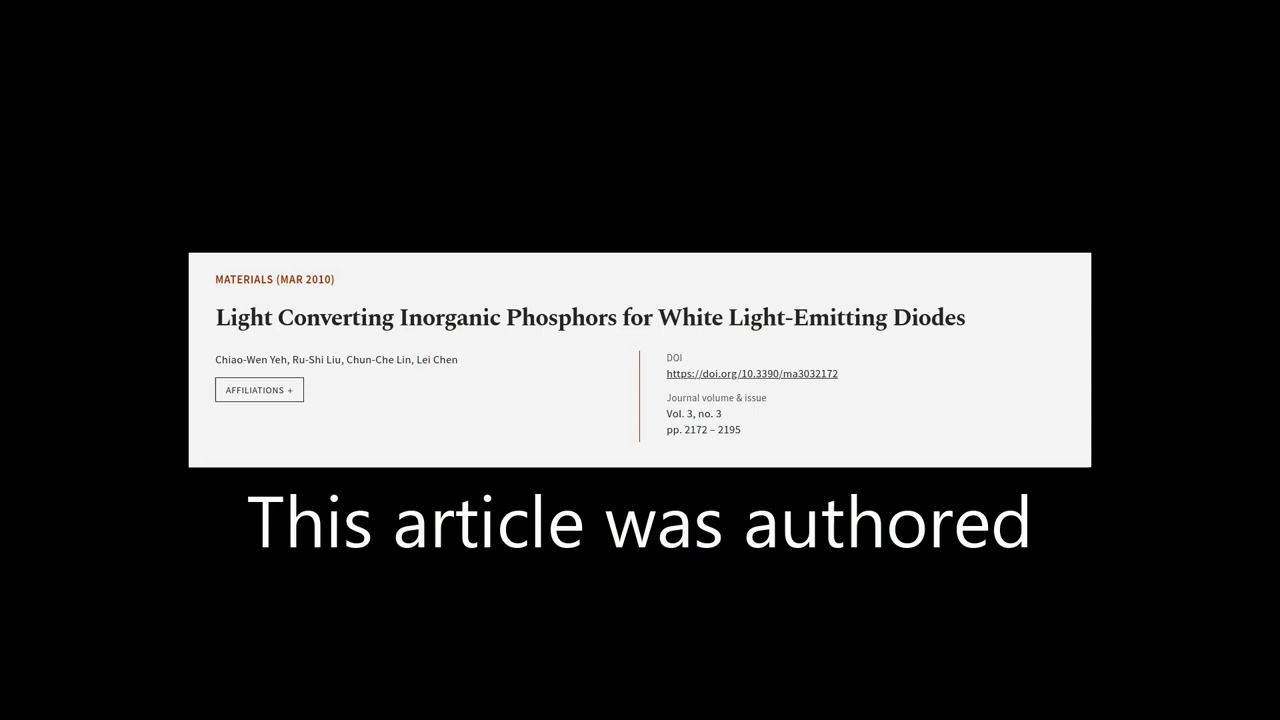 MATERIALS (MAR 2010)
Light Converting Inorganic Phosphors for White Light-Emitting Diodes
Chiao-Wen Yeh, Ru-Shi Liu, Chun-Che Lin, Lei Chen
AFFILIATIONS +
DOI
https://doi.org/10.3390/ma3032172
Journal volume & issue
Vol. 3, no. 3
pp. 2172 – 2195
This article was authored